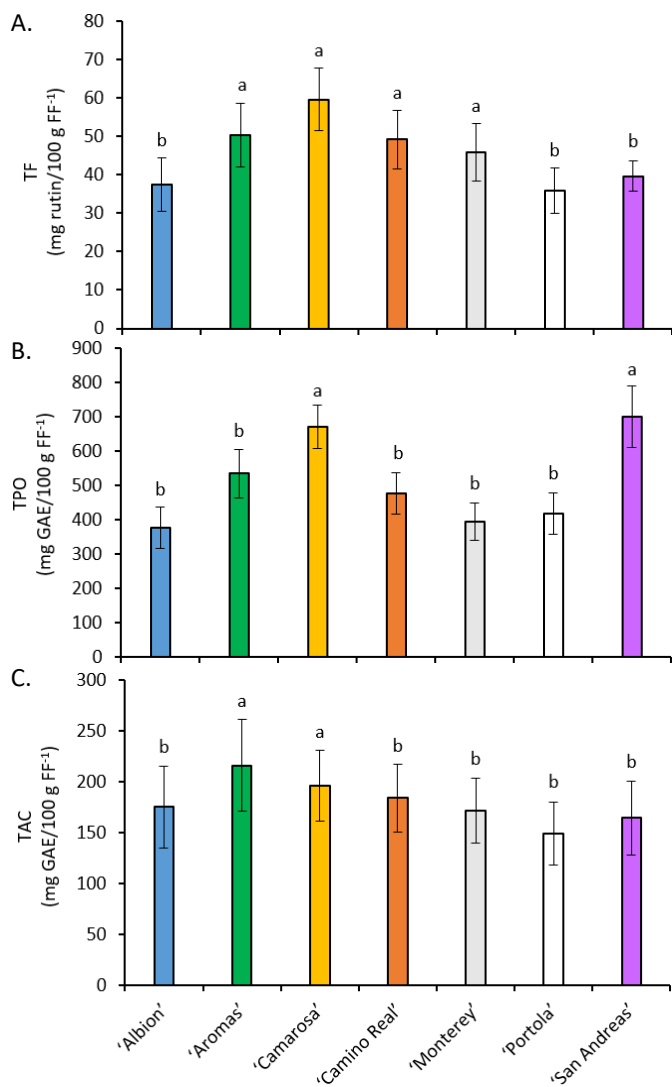 A.
TF
(mg rutin/100 g FF⁻¹)
80
70
60
50
40
30
20
10
0
b
a
a
a
a
b
b
B.
TPO
(mg GAE/100 g FF⁻¹)
900
800
700
600
500
400
300
200
100
0
b
b
a
b
b
b
a
C.
TAC
(mg GAE/100 g FF⁻¹)
300
250
200
150
100
50
0
b
a
a
b
b
b
b
‘Albion’
‘Aromas’
‘Camarosa’
‘Camino Real’
‘Monterey’
‘Portola’
‘San Andreas’